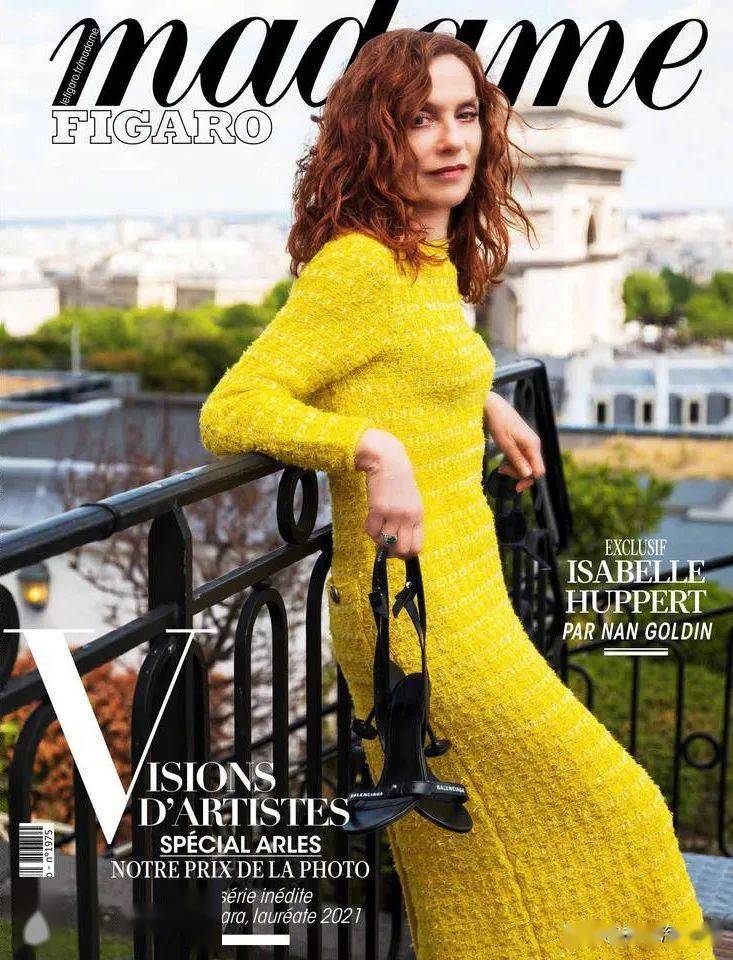 madame
lefigaro.fr/madame
FIGARO
EXCLUSIF
ISABELLE
HUPPERT
PAR NAN GOLDIN
VISIONS
D'ARTISTES
SPÉCIAL ARLES
NOTRE PRIX DE LA PHOTO
série inédite
lauréate 2021
n°1975
BALENCIAGA
BALENCIAGA